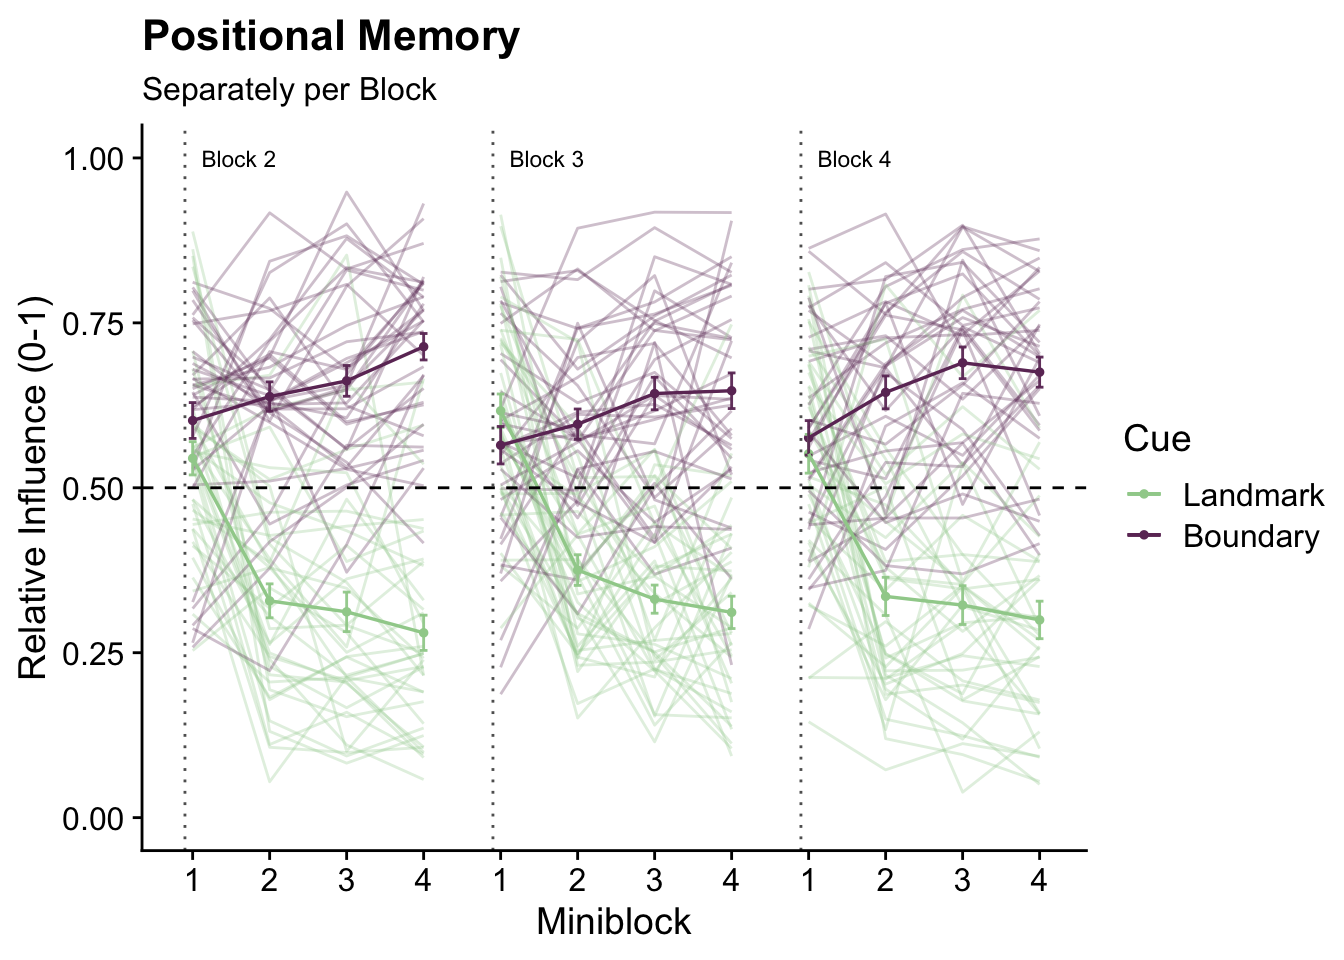 Positional Memory
Separately per Block
Relative Influence (0-1)
1.00
0.75
0.50
0.25
0.00
Block 2
Block 3
Block 4
1 2 3 4 1 2 3 4 1 2 3 4
Miniblock
Cue
Landmark
Boundary